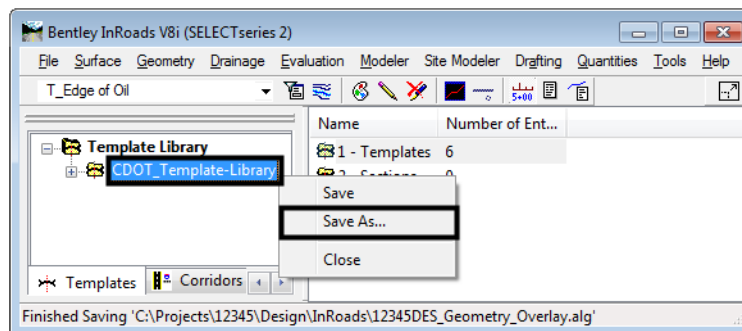 Bentley InRoads V8i (SELECTseries 2)
File Surface Geometry Drainage Evaluation Modeler Site Modeler Drafting Quantities Tools Help
T_Edge of Oil
5+00
Name Number of Ent...
Template Library
1 - Templates 6
CDOT_Template-Library
Save
Save As...
Close
Templates Corridors
Finished Saving 'C:\Projects\12345\Design\InRoads\12345DES_Geometry_Overlay.alg'